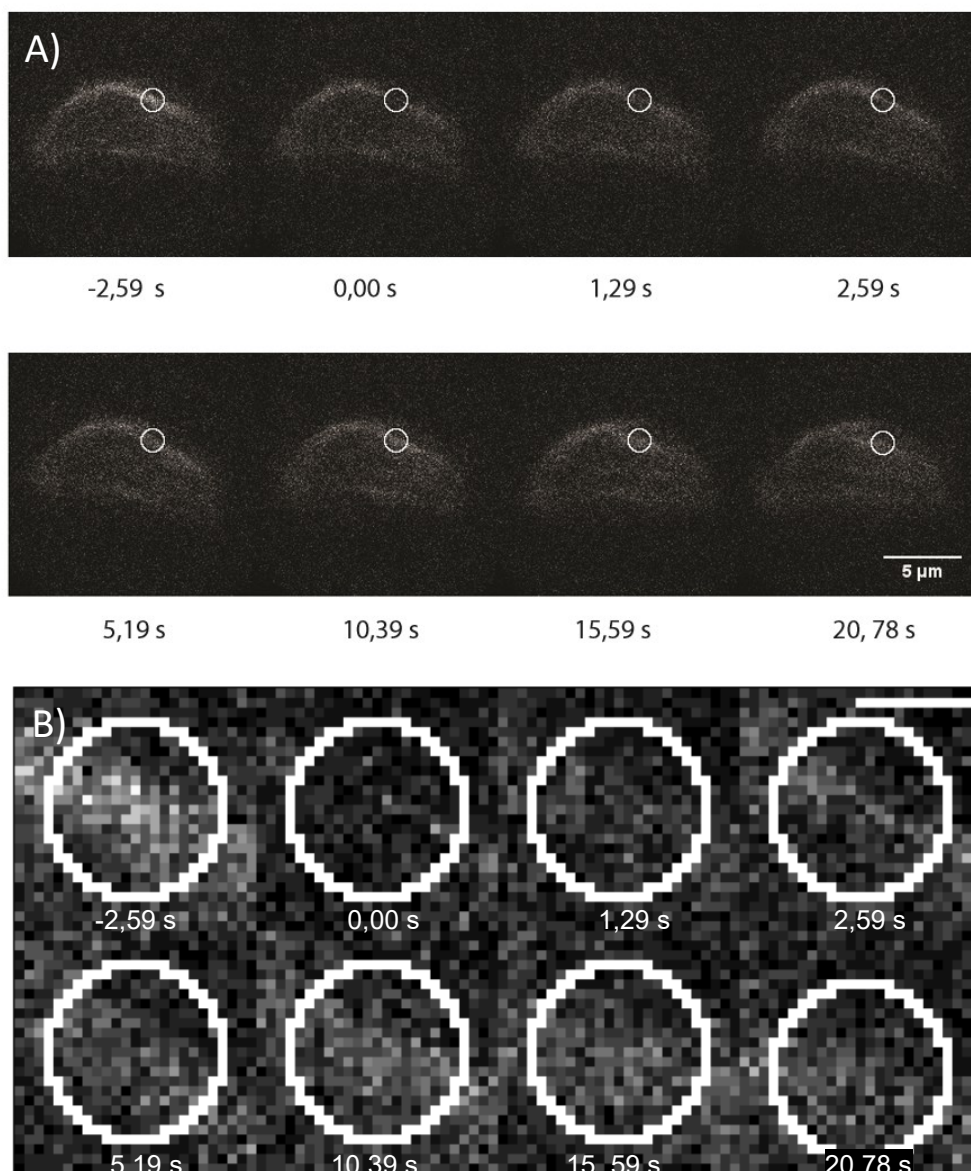 A)
-2,59 s 0,00 s 1,29 s 2,59 s
5 µm
5,19 s 10,39 s 15,59 s 20, 78 s
B)
-2,59 s 0,00 s 1,29 s 2,59 s
5,19 s 10,39 s 15, ,59 s 20,78 s